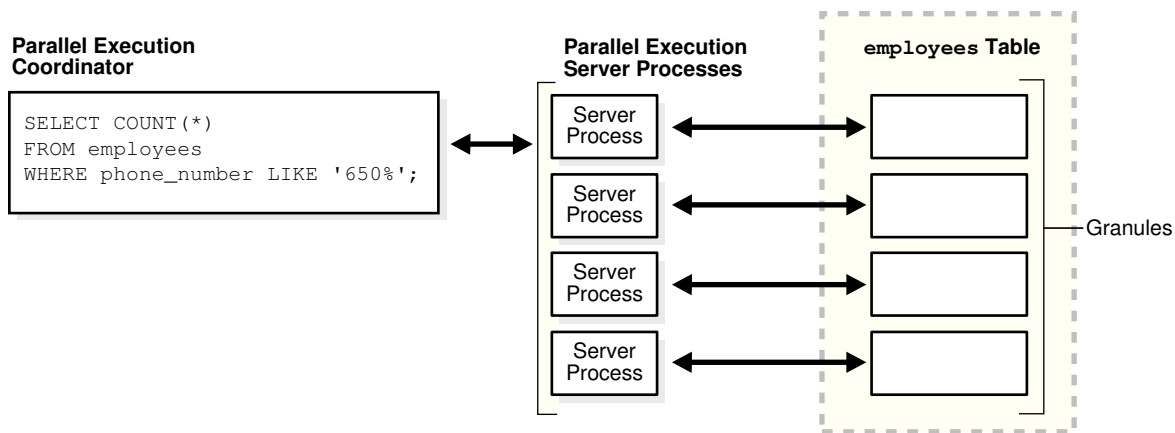 Parallel Execution
Coordinator
SELECT COUNT(*)
FROM employees
WHERE phone_number LIKE '650%';
Parallel Execution
Server Processes
Server
Process
Server
Process
Server
Process
Server
Process
employees Table
Granules